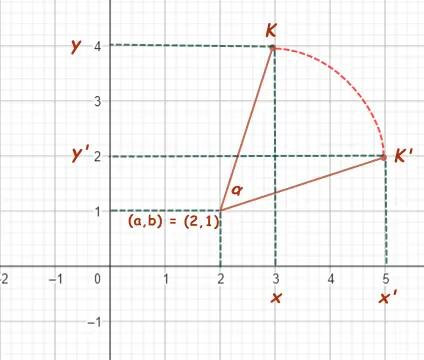 K
y 4
3
y' 2 K'
α
1
(a,b) = (2,1)
-2 -1 0 1 2 3 4 5
x x'
-1